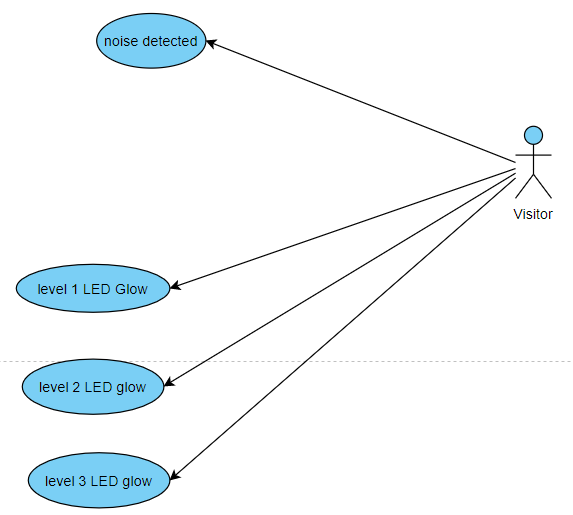 noise detected
Visitor
level 1 LED Glow
level 2 LED glow
level 3 LED glow